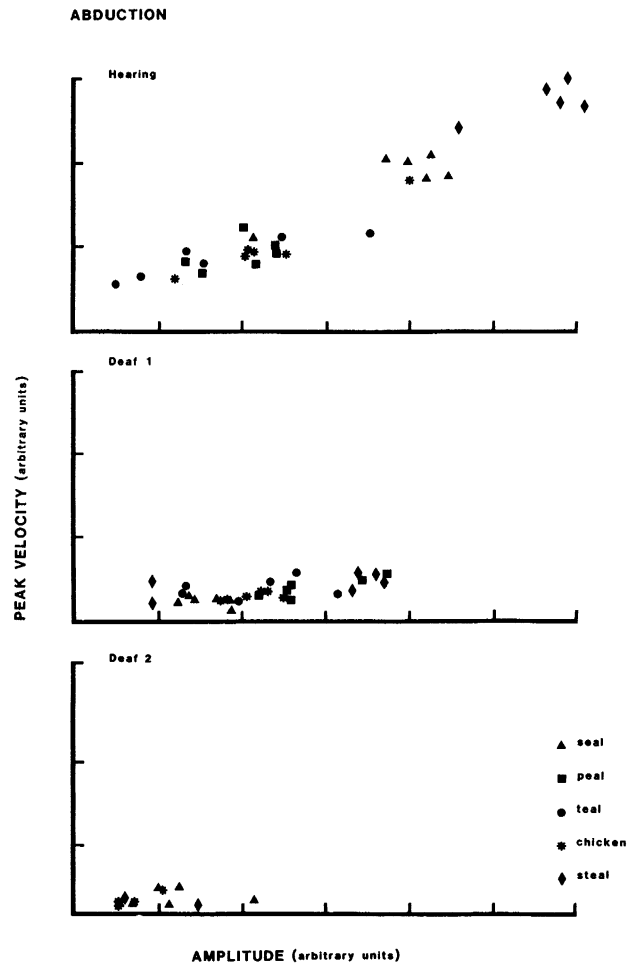 ABDUCTION
Hearing
Deaf 1
PEAK VELOCITY (arbitrary units)
Deaf 2
seal
peal
teal
chicken
steal
AMPLITUDE (arbitrary units)